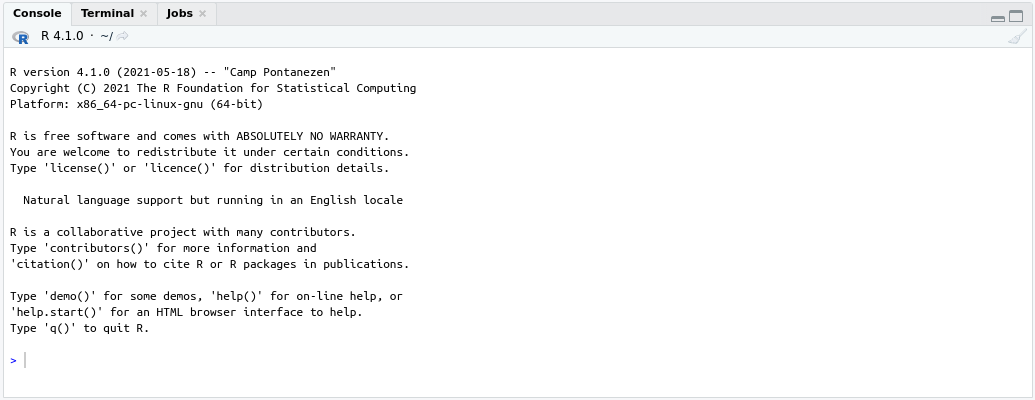 Console Terminal Jobs
R 4.1.0 · ~/
R version 4.1.0 (2021-05-18) -- "Camp Pontanezen"
Copyright (C) 2021 The R Foundation for Statistical Computing
Platform: x86_64-pc-linux-gnu (64-bit)
R is free software and comes with ABSOLUTELY NO WARRANTY.
You are welcome to redistribute it under certain conditions.
Type 'license()' or 'licence()' for distribution details.
Natural language support but running in an English locale
R is a collaborative project with many contributors.
Type 'contributors()' for more information and
'citation()' on how to cite R or R packages in publications.
Type 'demo()' for some demos, 'help()' for on-line help, or
'help.start()' for an HTML browser interface to help.
Type 'q()' to quit R.
>